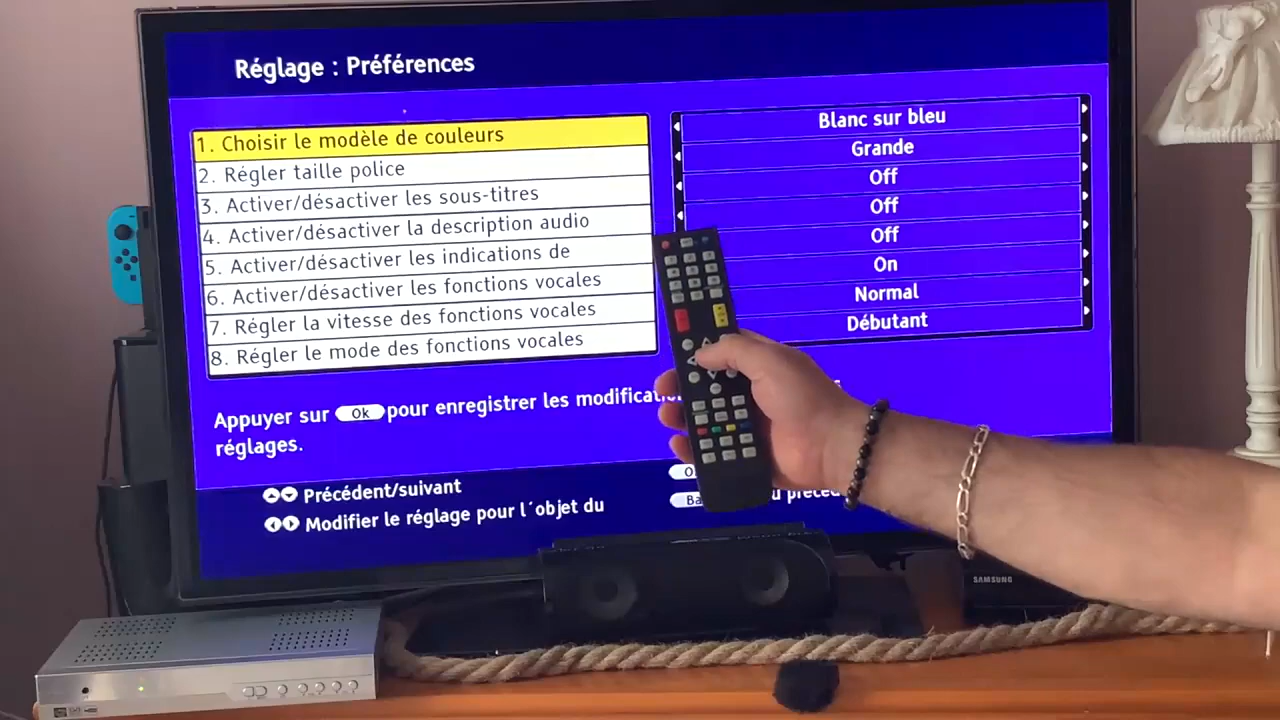 Réglage : Préférences
1. Choisir le modèle de couleurs
Blanc sur bleu
2. Régler taille police
Grande
3. Activer/désactiver les sous-titres
Off
4. Activer/désactiver la description audio
Off
5. Activer/désactiver les indications de
Off
6. Activer/désactiver les fonctions vocales
On
7. Régler la vitesse des fonctions vocales
Normal
8. Régler le mode des fonctions vocales
Débutant
Appuyer sur Ok pour enregistrer les
réglages.
Précédent/suivant
Modifier le réglage pour l´objet du
SAMSUNG